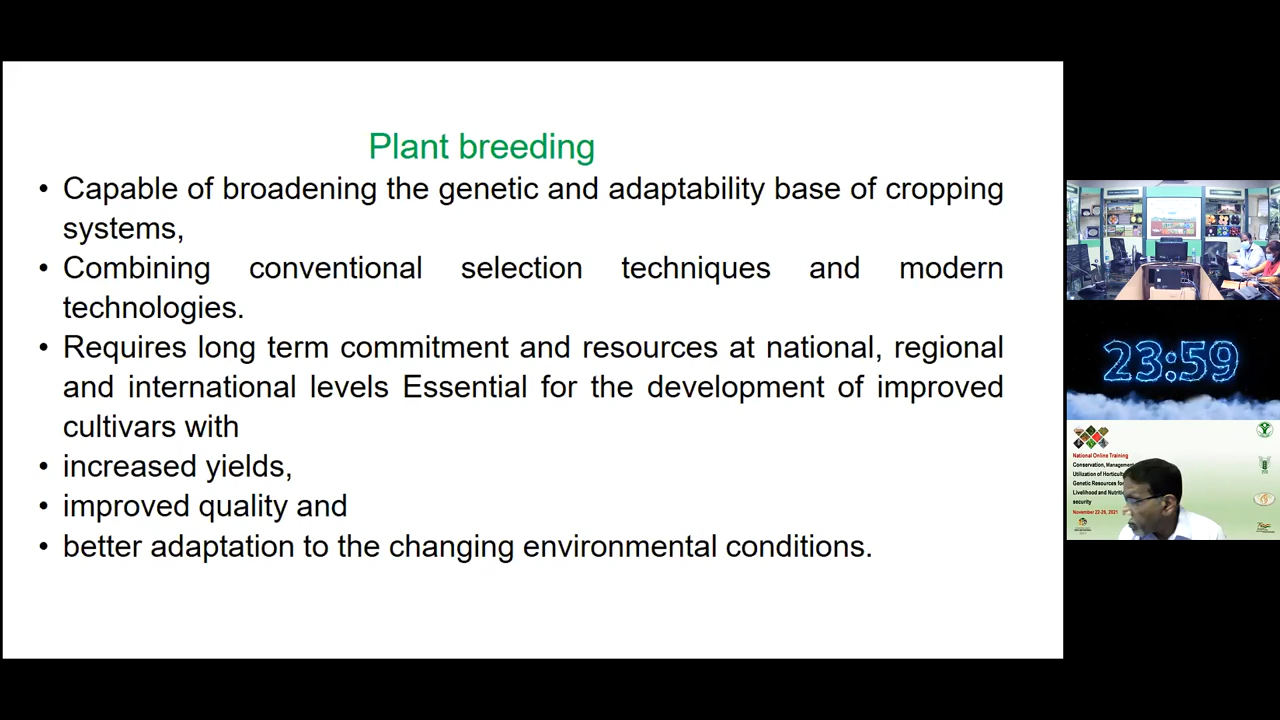 Plant breeding
• Capable of broadening the genetic and adaptability base of cropping
systems,
• Combining conventional selection techniques and modern
technologies.
• Requires long term commitment and resources at national, regional
and international levels Essential for the development of improved
cultivars with
• increased yields,
• improved quality and
• better adaptation to the changing environmental conditions.
23:59
National Online Training
Conservation, Management
Utilization of Horticultu
Genetic Resources for
Livelihood and Nutriti
security
November 22-26, 2021